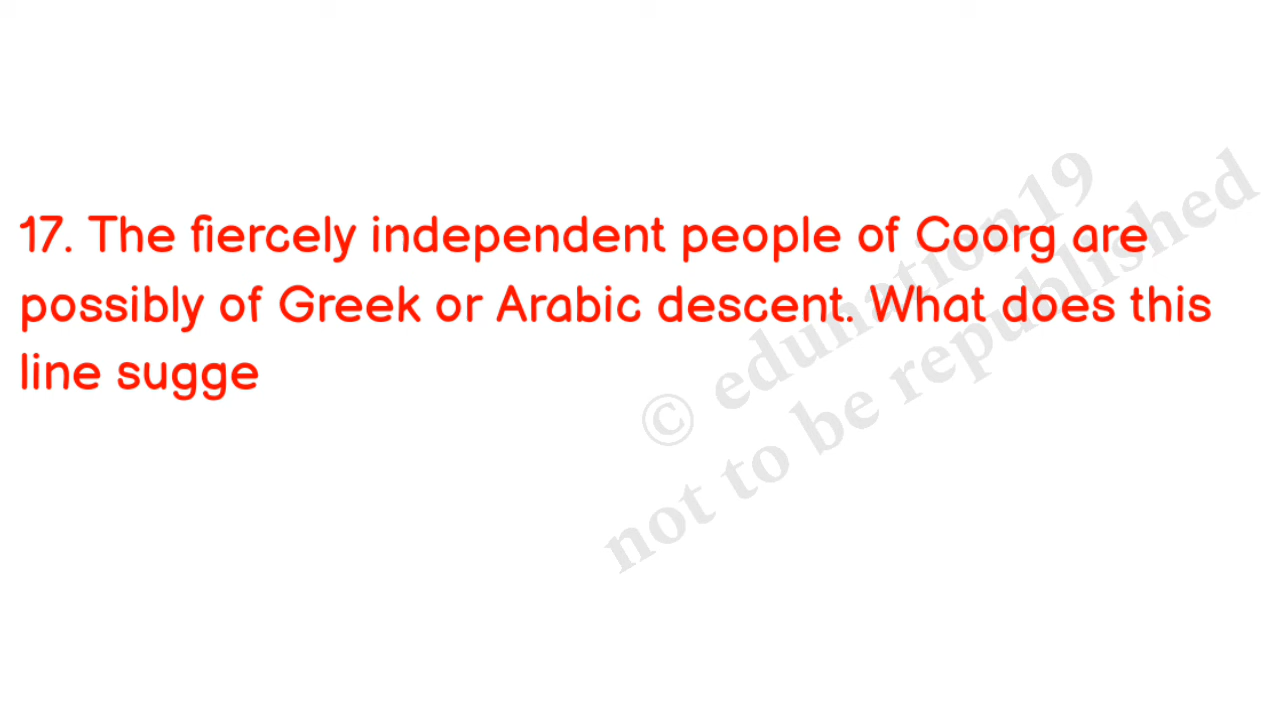 17. The fiercely independent people of Coorg are
possibly of Greek or Arabic descent. What does this
line sugge
© edunation19
not to be republished